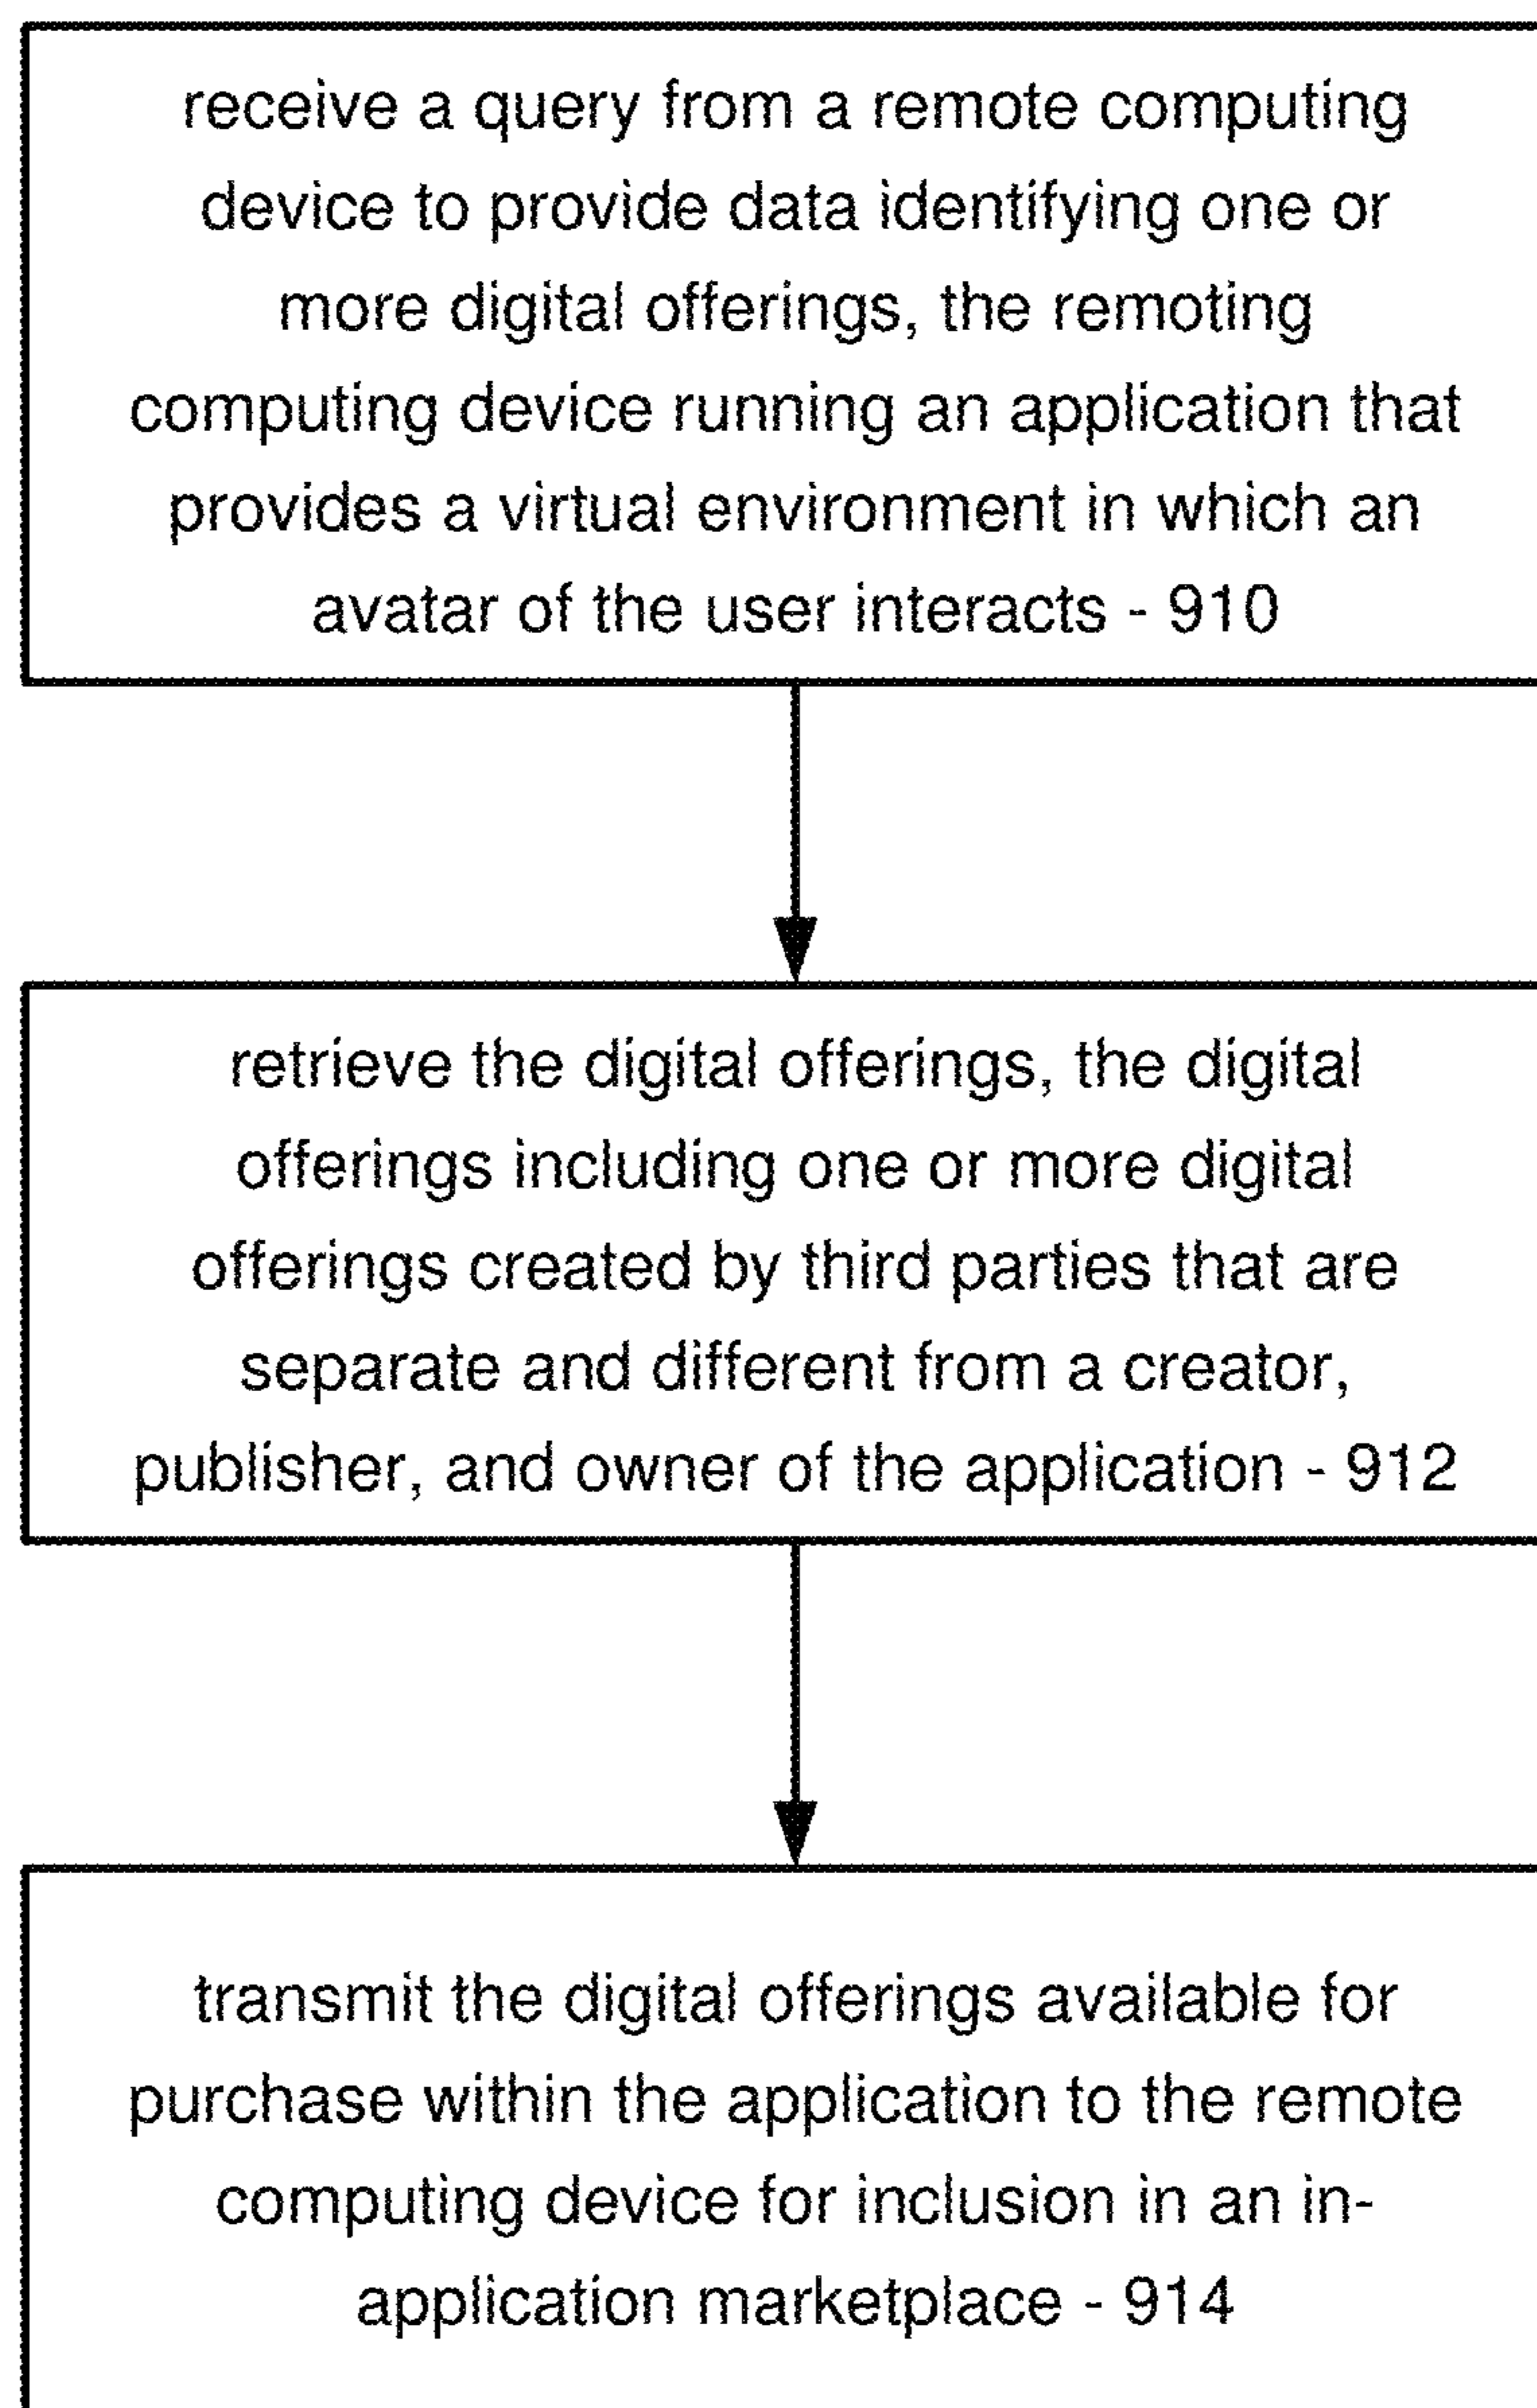 receive a query from a remote computing
device to provide data identifying one or
more digital offerings, the remoting
computing device running an application that
provides a virtual environment in which an
avatar of the user interacts - 910
retrieve the digital offerings, the digital
offerings including one or more digital
offerings created by third parties that are
separate and different from a creator,
publisher, and owner of the application - 912
transmit the digital offerings available for
purchase within the application to the remote
computing device for inclusion in an in-
application marketplace - 914